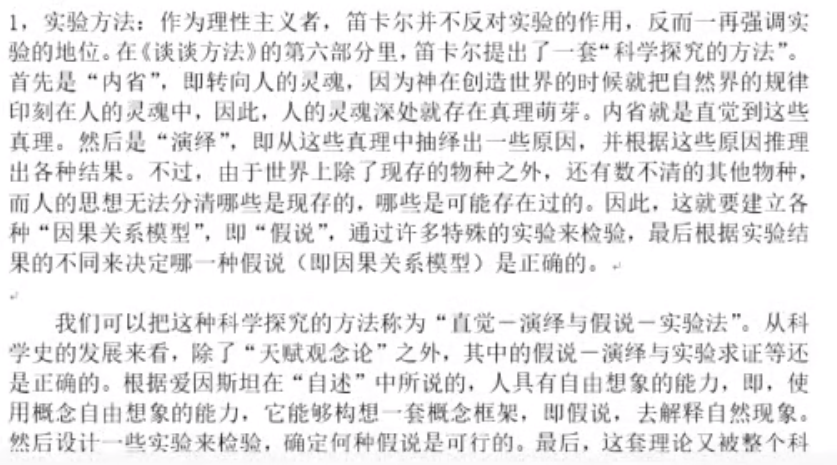 1，实验方法：作为理性主义者，笛卡尔并不反对实验的作用，反而一再强调实
验的地位。在《谈谈方法》的第六部分里，笛卡尔提出了一套“科学探究的方法”。
首先是“内省”，即转向人的灵魂，因为神在创造世界的时候就把自然界的规律
印刻在人的灵魂中，因此，人的灵魂深处就存在真理萌芽。内省就是直觉到这些
真理。然后是“演绎”，即从这些真理中抽绎出一些原因，并根据这些原因推理
出各种结果。不过，由于世界上除了现存的物种之外，还有数不清的其他物种，
而人的思想无法分清哪些是现存的，哪些是可能存在过的。因此，这就要建立各
种“因果关系模型”，即“假说”，通过许多特殊的实验来检验，最后根据实验结
果的不同来决定哪一种假说（即因果关系模型）是正确的。
我们可以把这种科学探究的方法称为“直觉－演绎与假说－实验法”。从科
学史的发展来看，除了“天赋观念论”之外，其中的假说－演绎与实验求证等还
是正确的。根据爱因斯坦在“自述”中所说的，人具有自由想象的能力，即，使
用概念自由想象的能力，它能够构想一套概念框架，即假说，去解释自然现象。
然后设计一些实验来检验，确定何种假说是可行的。最后，这套理论又被整个科